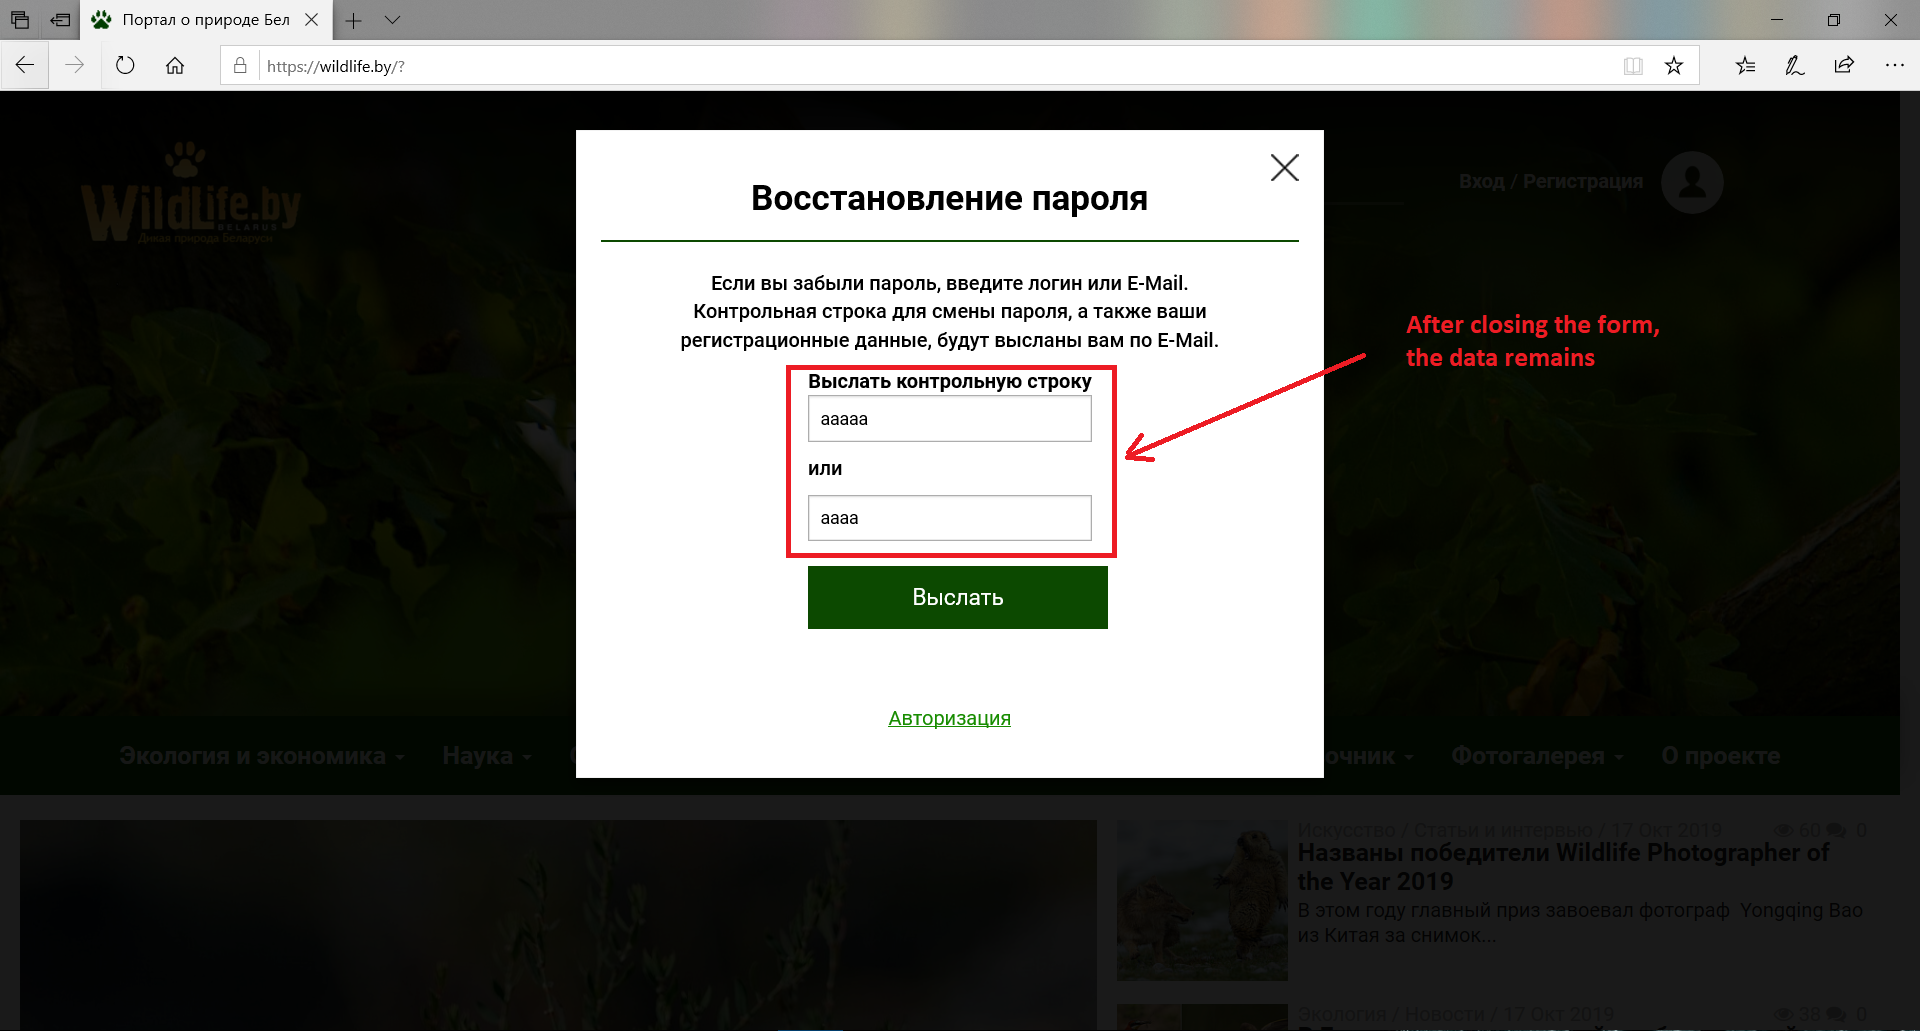 Портал о природе Бел
https://wildlife.by/?
WildLife.by
BELARUS
Дикая природа Беларуси
Вход / Регистрация
Восстановление пароля
Если вы забыли пароль, введите логин или E-Mail.
Контрольная строка для смены пароля, а также ваши
регистрационные данные, будут высланы вам по E-Mail.
After closing the form,
the data remains
Выслать контрольную строку
ааааа
или
аааа
Выслать
Авторизация
Экология и экономика
Наука
Фотогалерея
О проекте
Искусство / Статьи и интервью / 17 Окт 2019 60 0
Названы победители Wildlife Photographer of
the Year 2019
В этом году главный приз завоевал фотограф Yongqing Bao
из Китая за снимок...
Экология / Новости / 17 Окт 2019 38 0